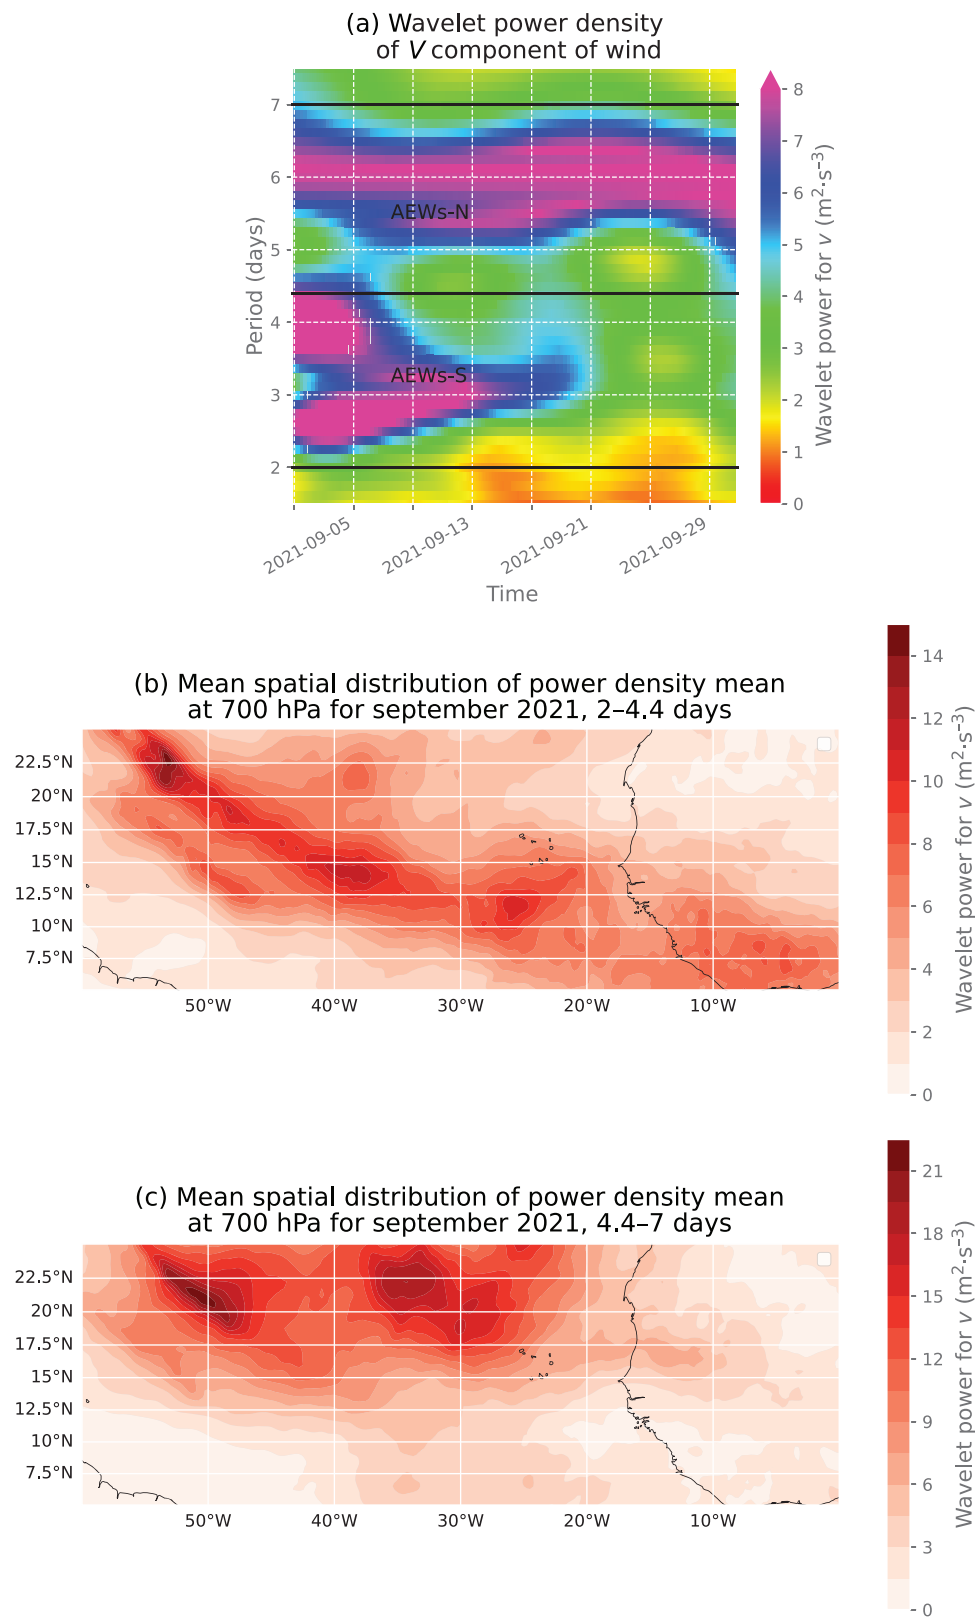 (a) Wavelet power density
of V component of wind
7
6
5
4
3
2
Period (days)
AEWs-N
AEWs-S
2021-09-05
2021-09-13
2021-09-21
2021-09-29
Time
8
7
6
5
4
3
2
1
0
Wavelet power for v (m²·s⁻³)
(b) Mean spatial distribution of power density mean
at 700 hPa for september 2021, 2–4.4 days
22.5°N
20°N
17.5°N
15°N
12.5°N
10°N
7.5°N
50°W 40°W 30°W 20°W 10°W
14
12
10
8
6
4
2
0
Wavelet power for v (m²·s⁻³)
(c) Mean spatial distribution of power density mean
at 700 hPa for september 2021, 4.4–7 days
22.5°N
20°N
17.5°N
15°N
12.5°N
10°N
7.5°N
50°W 40°W 30°W 20°W 10°W
21
18
15
12
9
6
3
0
Wavelet power for v (m²·s⁻³)